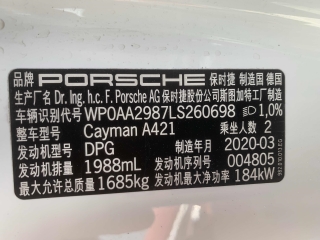 品牌 PORSCHE 保时捷 制造国 德国
生产厂名 Dr. Ing. h.c. F. Porsche AG 保时捷股份公司斯图加特工厂制造
车辆识别代号 WP0AA2987LS260698 1,0%
整车型号 Cayman A421 乘坐人数 2
发动机型号 DPG 制造年月 2020-03
发动机排量 1988mL 发动机号 004805
最大允许总质量 1685kg 发动机最大净功率 184kW